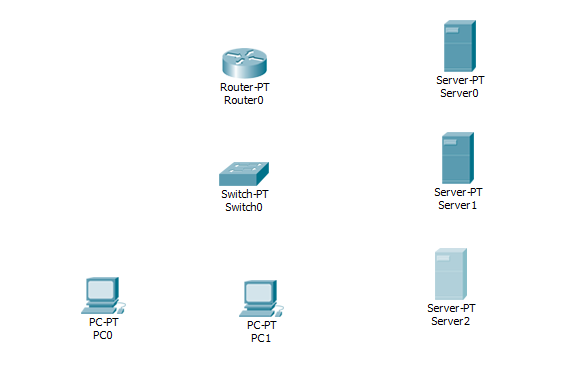 Router-PT
Router0
Server-PT
Server0
Switch-PT
Switch0
Server-PT
Server1
PC-PT
PC0
PC-PT
PC1
Server-PT
Server2